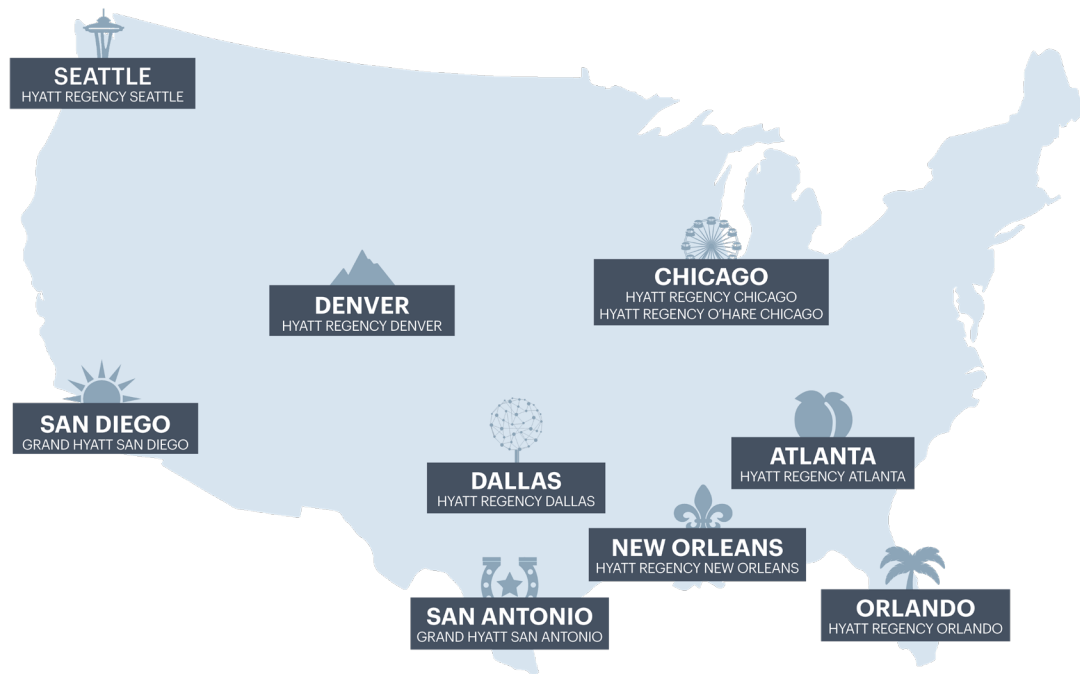 SEATTLE
HYATT REGENCY SEATTLE
CHICAGO
HYATT REGENCY CHICAGO
HYATT REGENCY O'HARE CHICAGO
DENVER
HYATT REGENCY DENVER
SAN DIEGO
GRAND HYATT SAN DIEGO
ATLANTA
HYATT REGENCY ATLANTA
DALLAS
HYATT REGENCY DALLAS
NEW ORLEANS
HYATT REGENCY NEW ORLEANS
ORLANDO
HYATT REGENCY ORLANDO
SAN ANTONIO
GRAND HYATT SAN ANTONIO